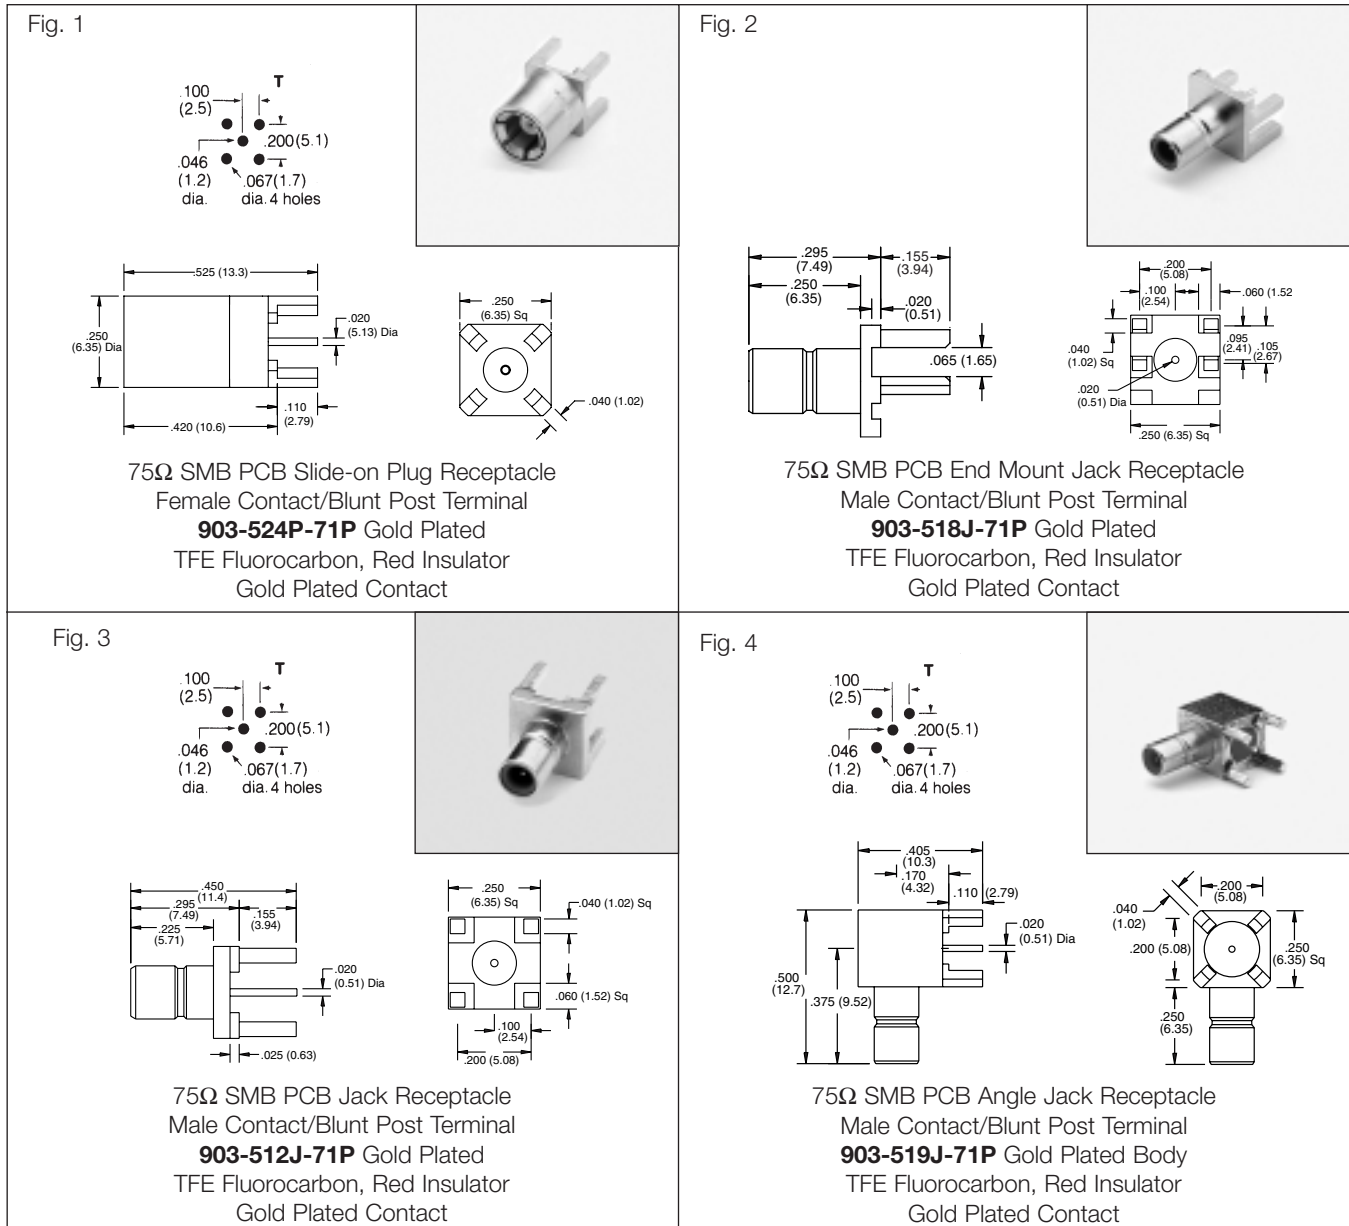 Fig. 1
T
.100
(2.5)
.200(5.1)
.046
(1.2)
dia.
.067(1.7)
dia. 4 holes
.525 (13.3)
.250
(6.35) Dia
.020
(5.13) Dia
.110
(2.79)
.420 (10.6)
.250
(6.35) Sq
.040 (1.02)
75Ω SMB PCB Slide-on Plug Receptacle
Female Contact/Blunt Post Terminal
903-524P-71P Gold Plated
TFE Fluorocarbon, Red Insulator
Gold Plated Contact
Fig. 2
.295
(7.49)
.155
(3.94)
.250
(6.35)
.020
(0.51)
.065 (1.65)
.200
(5.08)
.100
(2.54)
.060 (1.52
.040
(1.02) Sq
.095
(2.41)
.105
(2.67)
.020
(0.51) Dia
.250 (6.35) Sq
75Ω SMB PCB End Mount Jack Receptacle
Male Contact/Blunt Post Terminal
903-518J-71P Gold Plated
TFE Fluorocarbon, Red Insulator
Gold Plated Contact
Fig. 3
T
.100
(2.5)
.200(5.1)
.046
(1.2)
dia.
.067(1.7)
dia. 4 holes
.450
(11.4)
.295
(7.49)
.155
(3.94)
.225
(5.71)
.020
(0.51) Dia
.025 (0.63)
.250
(6.35) Sq
.040 (1.02) Sq
.060 (1.52) Sq
.100
(2.54)
.200 (5.08)
75Ω SMB PCB Jack Receptacle
Male Contact/Blunt Post Terminal
903-512J-71P Gold Plated
TFE Fluorocarbon, Red Insulator
Gold Plated Contact
Fig. 4
T
.100
(2.5)
.200(5.1)
.046
(1.2)
dia.
.067(1.7)
dia. 4 holes
.405
(10.3)
.170
(4.32)
.110 (2.79)
.020
(0.51) Dia
.500
(12.7)
.375 (9.52)
.200
(5.08)
.040
(1.02)
.200 (5.08)
.250
(6.35) Sq
.250
(6.35)
75Ω SMB PCB Angle Jack Receptacle
Male Contact/Blunt Post Terminal
903-519J-71P Gold Plated Body
TFE Fluorocarbon, Red Insulator
Gold Plated Contact